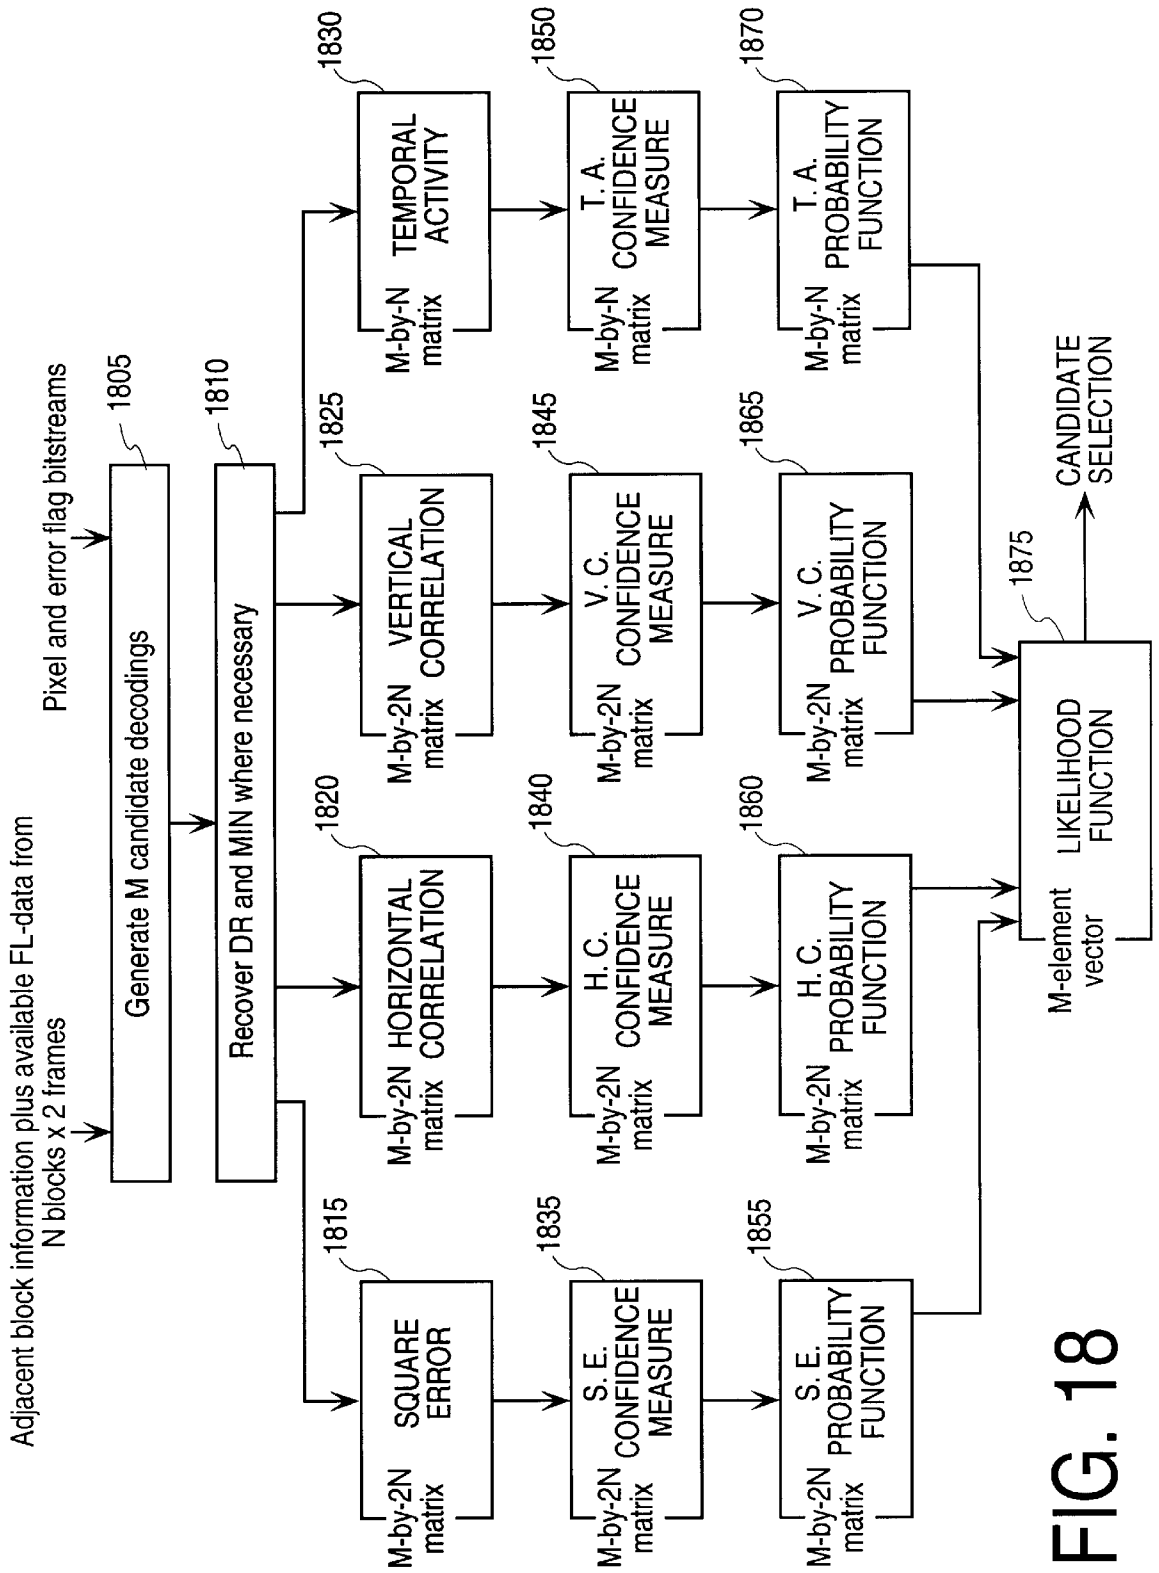 Adjacent block information plus available FL-data from
N blocks x 2 frames
Pixel and error flag bitstreams
1805
Generate M candidate decodings
1810
Recover DR and MIN where necessary
1815
SQUARE
ERROR
M-by-2N
matrix
1820
HORIZONTAL
CORRELATION
M-by-2N
matrix
1825
VERTICAL
CORRELATION
M-by-2N
matrix
1830
TEMPORAL
ACTIVITY
M-by-N
matrix
1835
S. E.
CONFIDENCE
MEASURE
M-by-2N
matrix
1840
H. C.
CONFIDENCE
MEASURE
M-by-2N
matrix
1845
V. C.
CONFIDENCE
MEASURE
M-by-2N
matrix
1850
T. A.
CONFIDENCE
MEASURE
M-by-N
matrix
1855
S. E.
PROBABILITY
FUNCTION
M-by-2N
matrix
1860
H. C.
PROBABILITY
FUNCTION
M-by-2N
matrix
1865
V. C.
PROBABILITY
FUNCTION
M-by-2N
matrix
1870
T. A.
PROBABILITY
FUNCTION
M-by-N
matrix
1875
LIKELIHOOD
FUNCTION
M-element
vector
CANDIDATE
SELECTION
FIG. 18